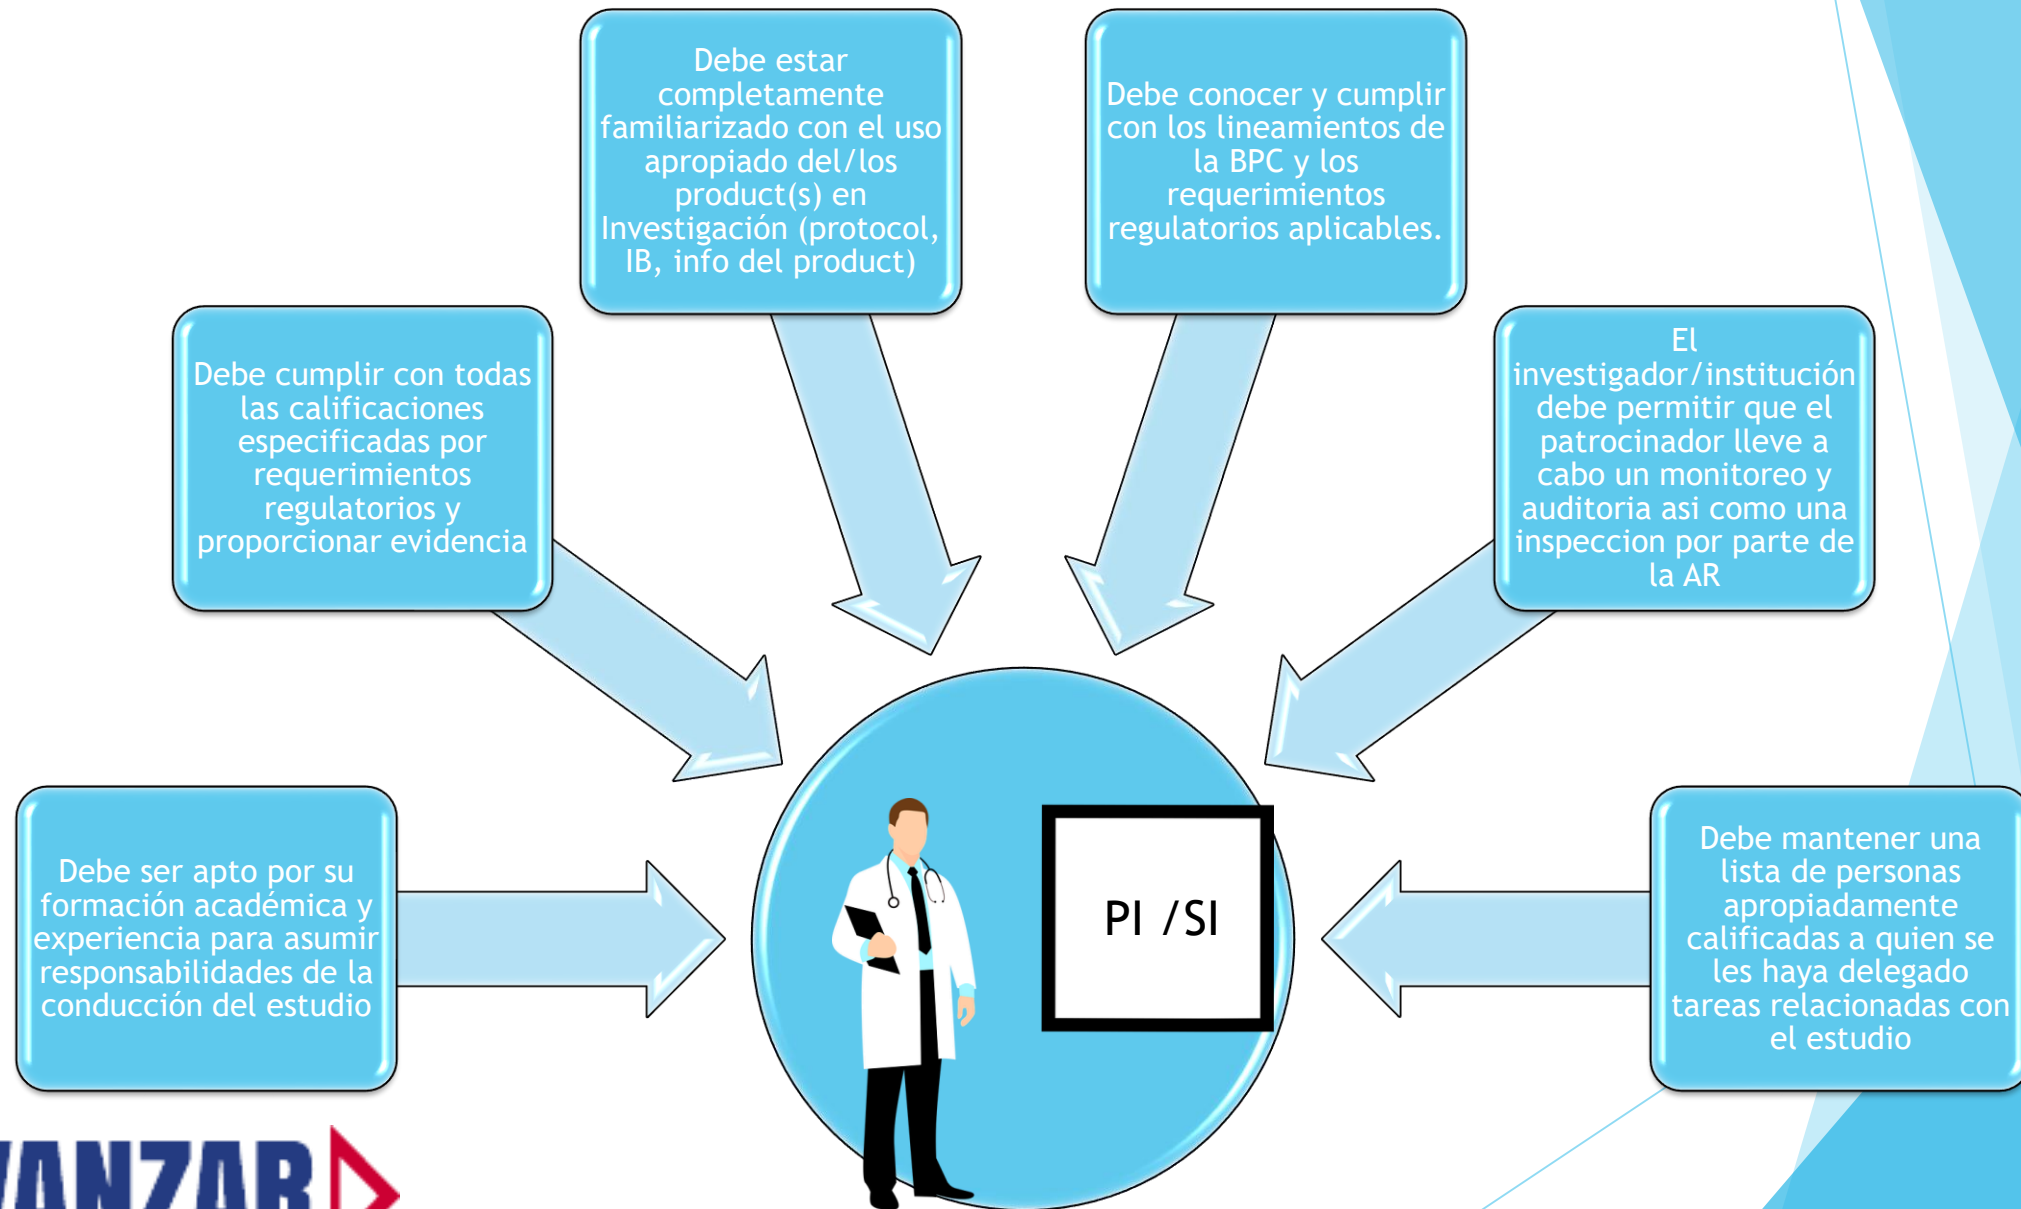 Debe estar
completamente
familiarizado con el uso
apropiado del/los
product(s) en
Investigación (protocol,
IB, info del product)
Debe conocer y cumplir
con los lineamientos de
la BPC y los
requerimientos
regulatorios aplicables.
Debe cumplir con todas
las calificaciones
especificadas por
requerimientos
regulatorios y
proporcionar evidencia
El
investigador/institución
debe permitir que el
patrocinador lleve a
cabo un monitoreo y
auditoria asi como una
inspeccion por parte de
la AR
Debe ser apto por su
formación académica y
experiencia para asumir
responsabilidades de la
conducción del estudio
PI /SI
Debe mantener una
lista de personas
apropiadamente
calificadas a quien se
les haya delegado
tareas relacionadas con
el estudio
VANZAR